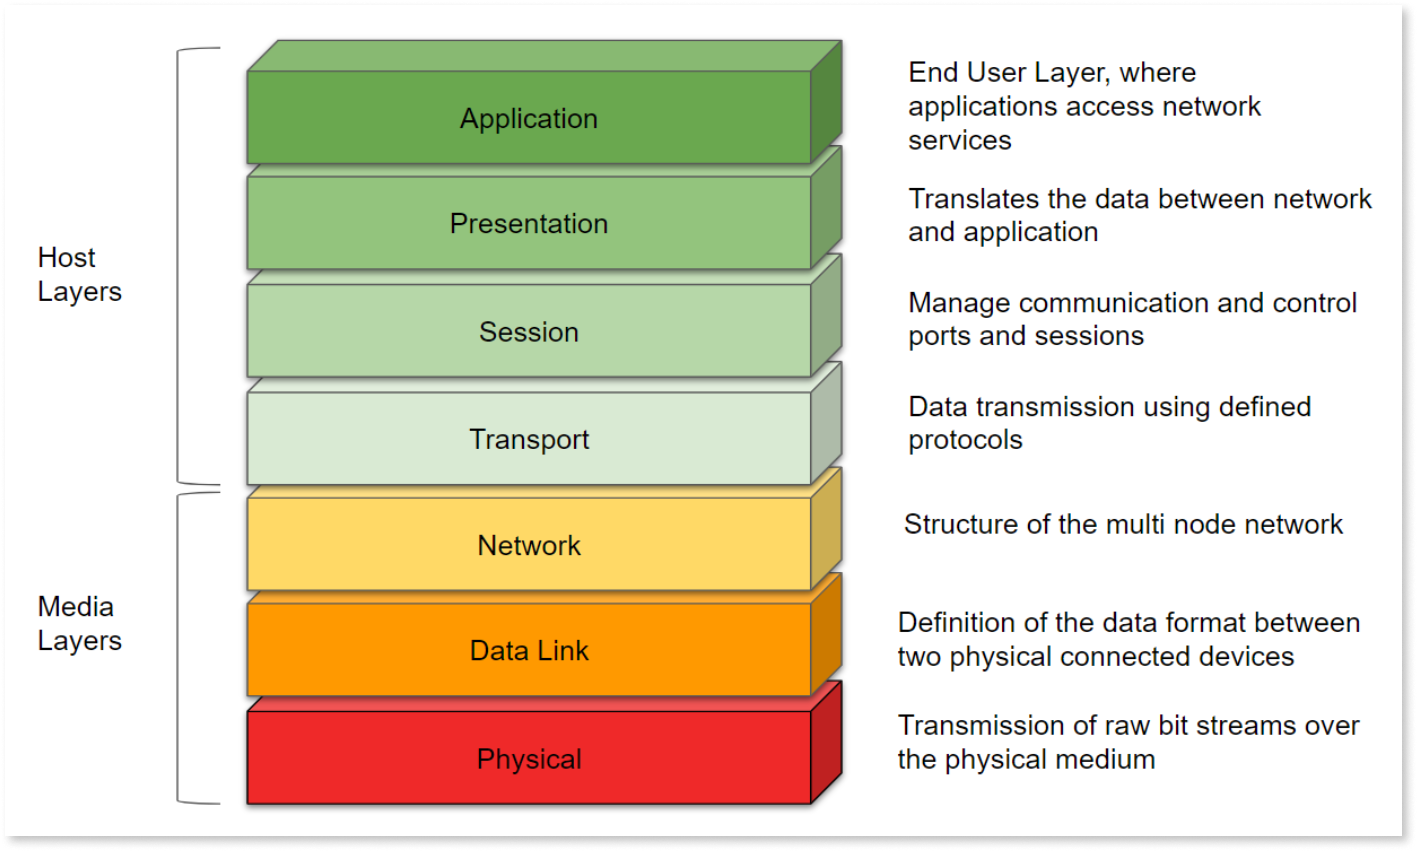 Application
End User Layer, where
applications access network
services
Presentation
Translates the data between network
and application
Host
Layers
Session
Manage communication and control
ports and sessions
Transport
Data transmission using defined
protocols
Network
Structure of the multi node network
Media
Layers
Data Link
Definition of the data format between
two physical connected devices
Physical
Transmission of raw bit streams over
the physical medium